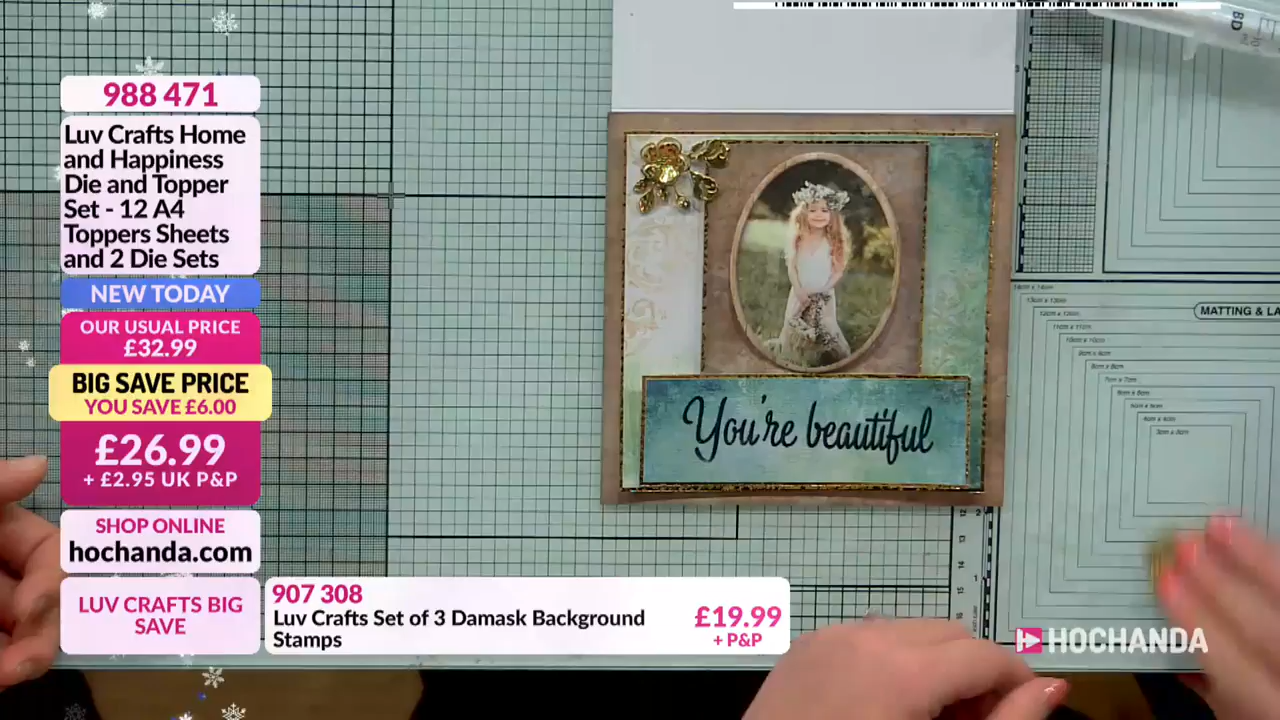 988 471
Luv Crafts Home
and Happiness
Die and Topper
Set - 12 A4
Toppers Sheets
and 2 Die Sets
NEW TODAY
OUR USUAL PRICE
£32.99
BIG SAVE PRICE
YOU SAVE £6.00
£26.99
+ £2.95 UK P&P
SHOP ONLINE
hochanda.com
LUV CRAFTS BIG
SAVE
907 308
Luv Crafts Set of 3 Damask Background
Stamps
£19.99
+ P&P
You're beautiful
MATTING & LA
HOCHANDA